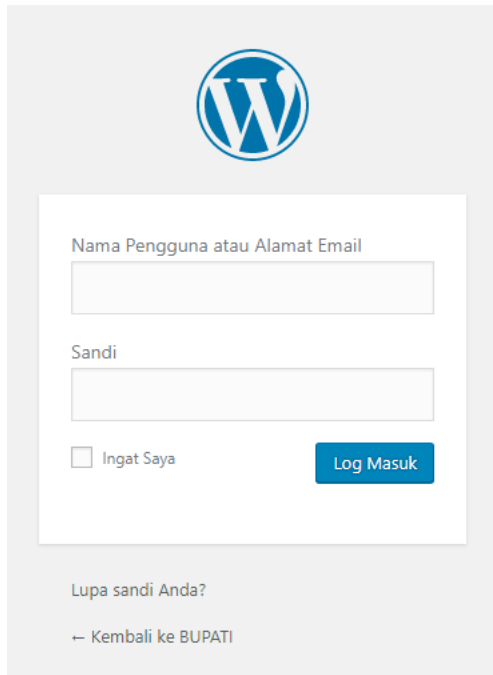 Nama Pengguna atau Alamat Email
Sandi
Ingat Saya
Log Masuk
Lupa sandi Anda?
← Kembali ke BUPATI